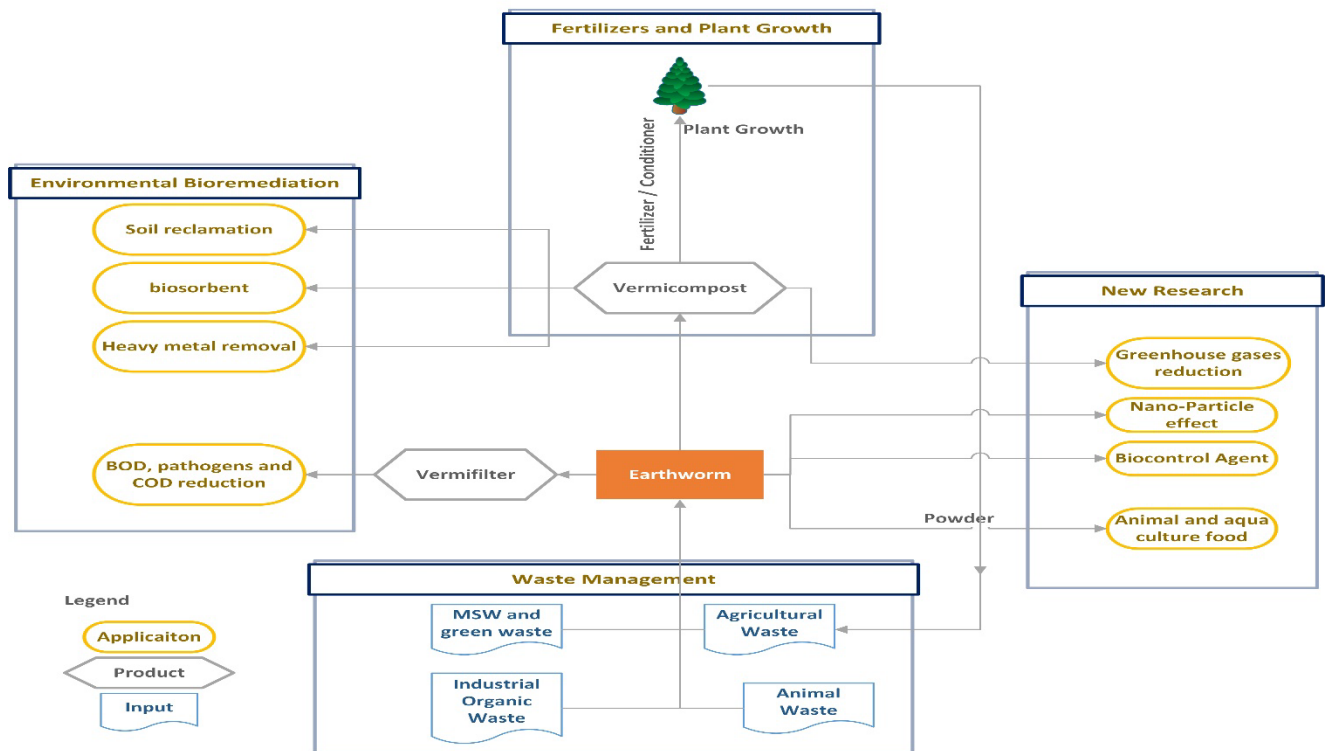 Fertilizers and Plant Growth
Plant Growth
Fertilizer / Conditioner
Vermicompost
Environmental Bioremediation
Soil reclamation
biosorbent
Heavy metal removal
BOD, pathogens and
COD reduction
Vermifilter
Earthworm
New Research
Greenhouse gases
reduction
Nano-Particle
effect
Biocontrol Agent
Powder
Animal and aqua
culture food
Waste Management
MSW and
green waste
Agricultural
Waste
Industrial
Organic
Waste
Animal
Waste
Legend
Applicaiton
Product
Input